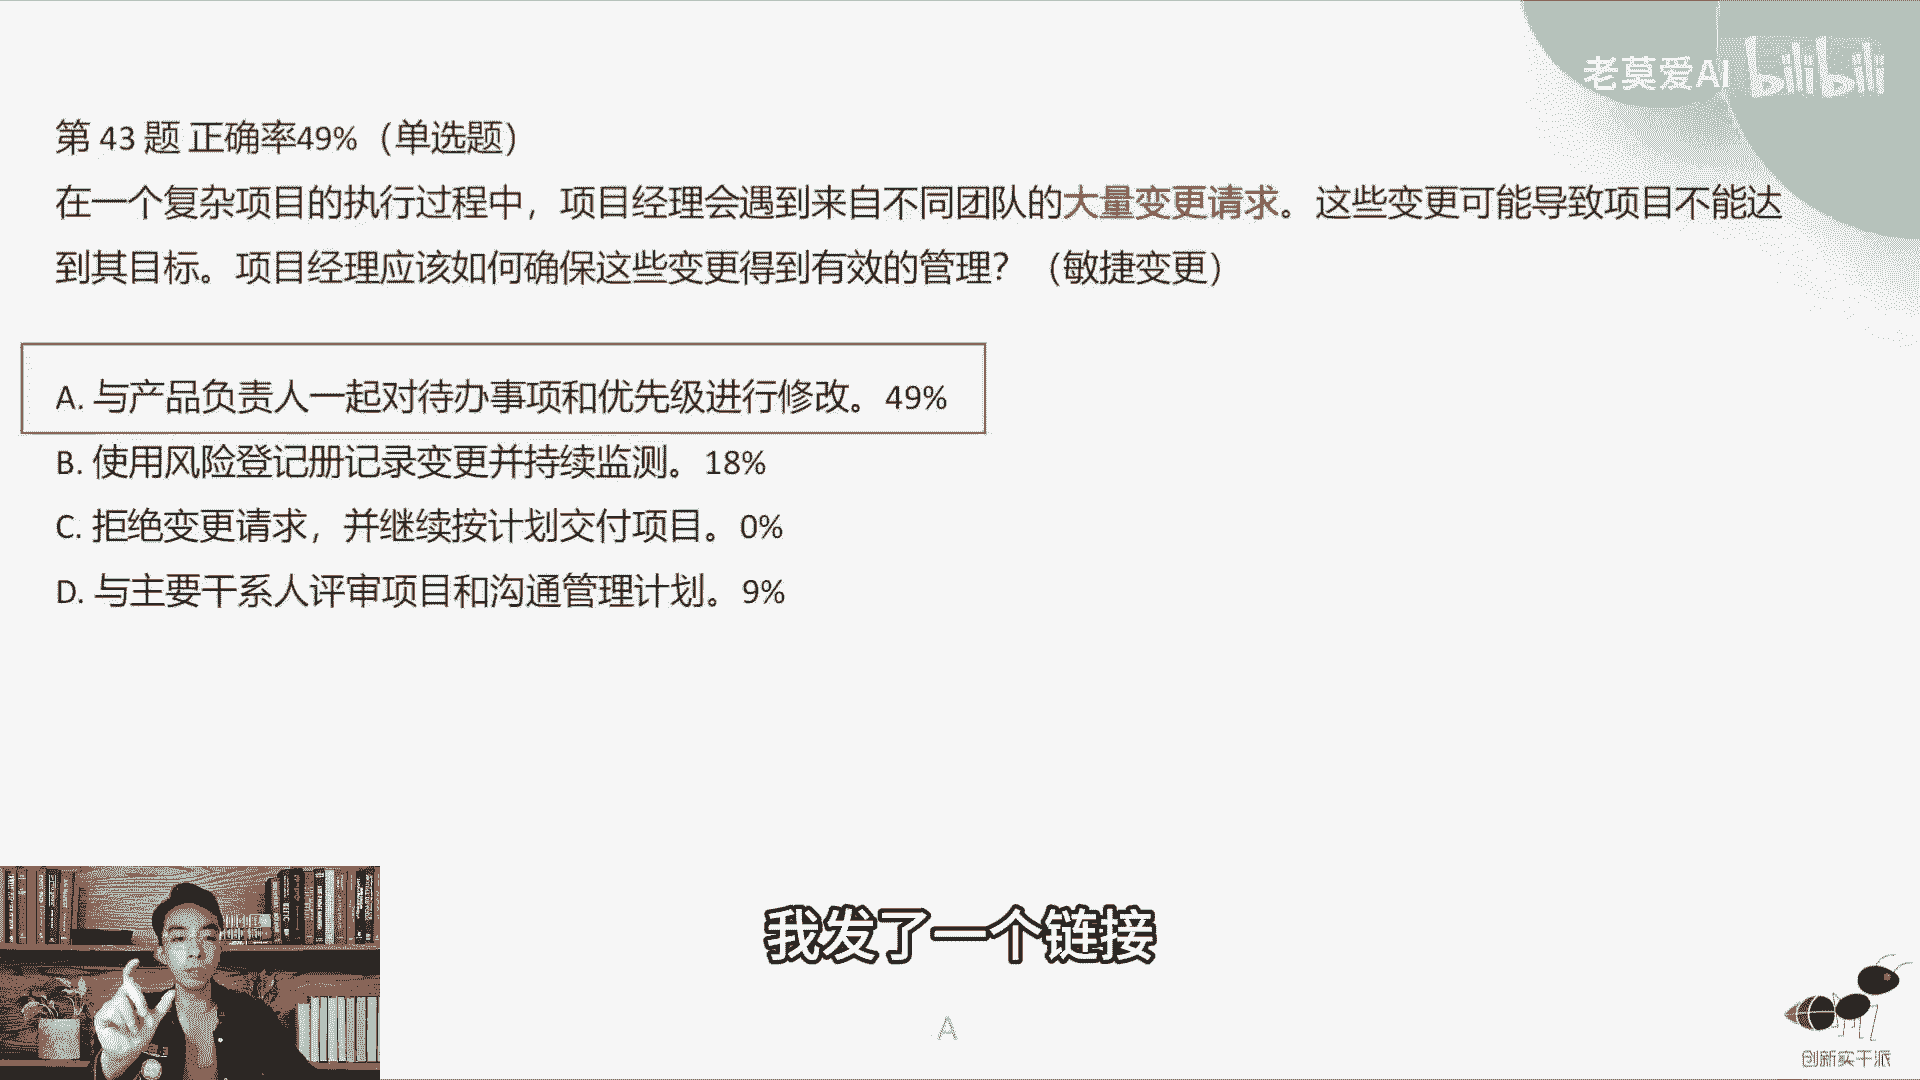 老莫爱AI bilibili
第 43 题 正确率49%（单选题）
在一个复杂项目的执行过程中，项目经理会遇到来自不同团队的大量变更请求。这些变更可能导致项目不能达
到其目标。项目经理应该如何确保这些变更得到有效的管理？（敏捷变更）
A. 与产品负责人一起对待办事项和优先级进行修改。49%
B. 使用风险登记册记录变更并持续监测。18%
C. 拒绝变更请求，并继续按计划交付项目。0%
D. 与主要干系人评审项目和沟通管理计划。9%
我发了一个链接
A
创新实干派